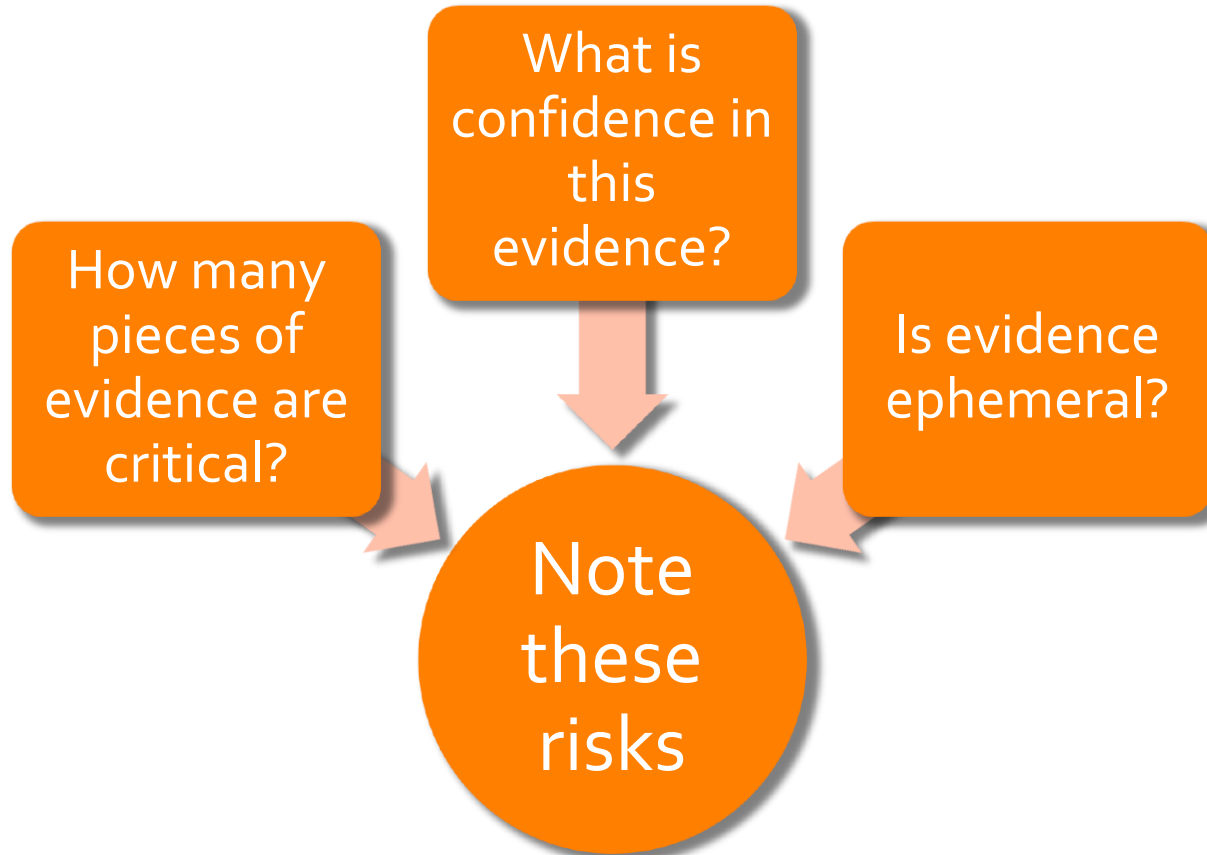 How many
pieces of
evidence are
critical?
What is
confidence in
this
evidence?
Is evidence
ephemeral?
Note
these
risks